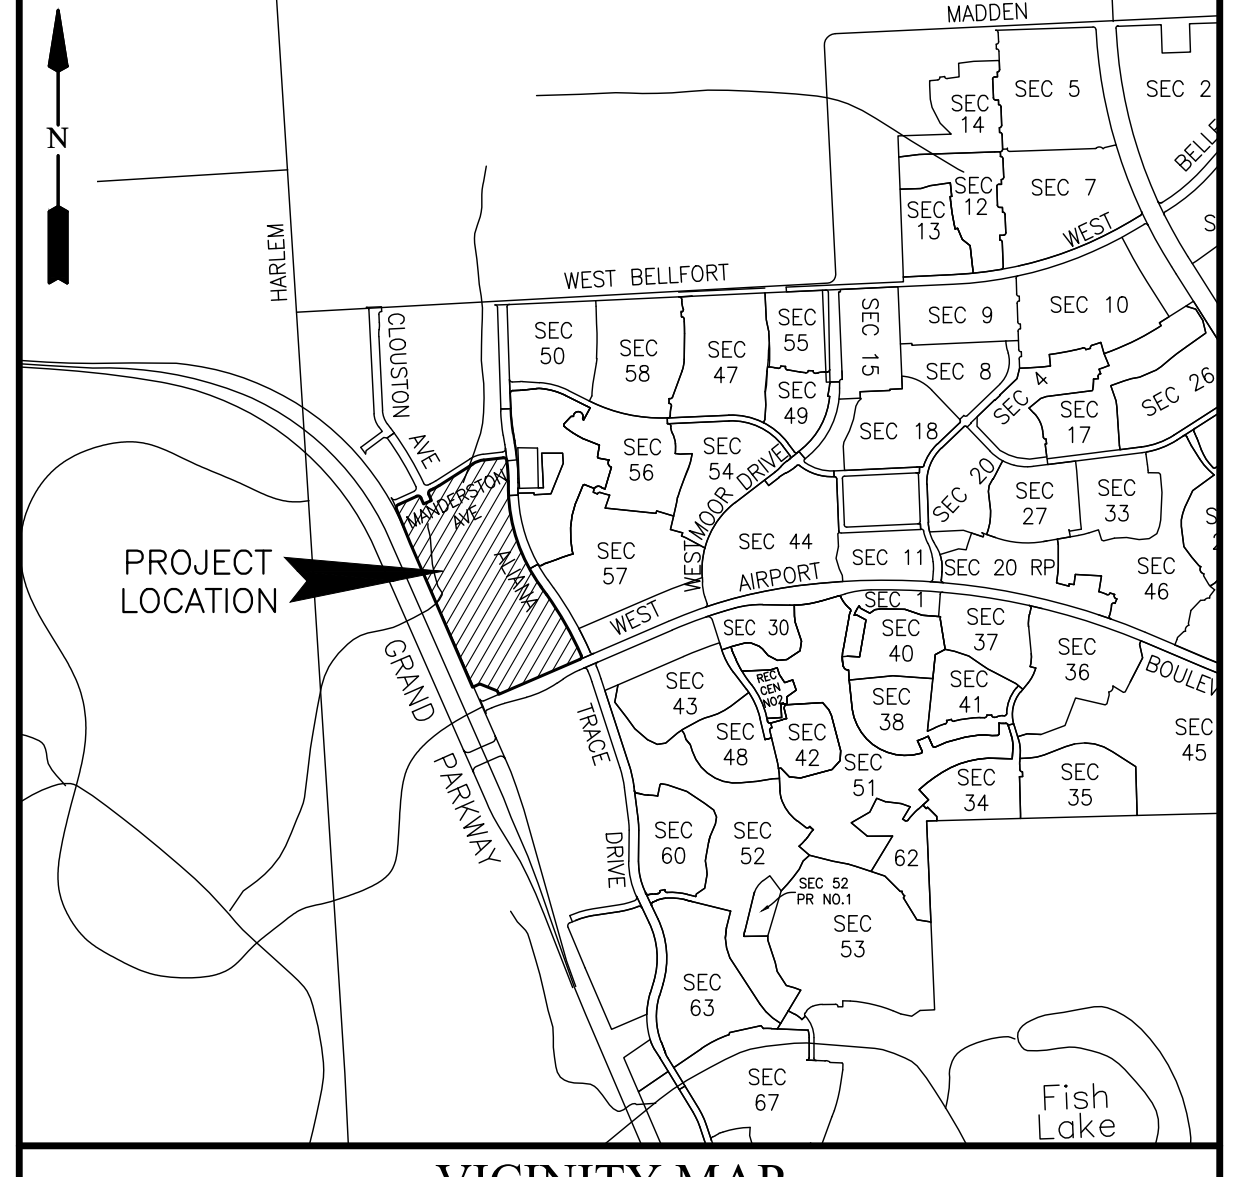 MADDEN
N
SEC 5
SEC 2
SEC
14
BELLF
SEC
12
SEC 7
SEC
13
WEST
HARLEM
WEST BELLFORT
CLOUSTON
AVE
SEC
50
SEC
58
SEC
47
SEC
55
SEC 15
SEC 9
SEC 10
SEC 8
SEC 4
SEC
49
SEC
17
SEC 26
SEC 18
SEC
56
SEC
54
WESTMOOR DRIVE
SEC 20
SEC
27
SEC
33
MANDERSTON
AVE
ALIANA
SEC
57
SEC 44
SEC 11
SEC 20 RP
SEC
46
PROJECT
LOCATION
WEST
AIRPORT
SEC 1
SEC 30
SEC
40
SEC
37
SEC
36
BOULEV
GRAND
PARKWAY
TRACE
DRIVE
SEC
43
REC
CEN
NO2
SEC
38
SEC
41
SEC
48
SEC
42
SEC
45
SEC
51
SEC
34
SEC
35
SEC
60
SEC
52
62
SEC 52
PR NO.1
SEC
53
SEC
63
SEC
67
Fish
Lake
VICINITY MAP